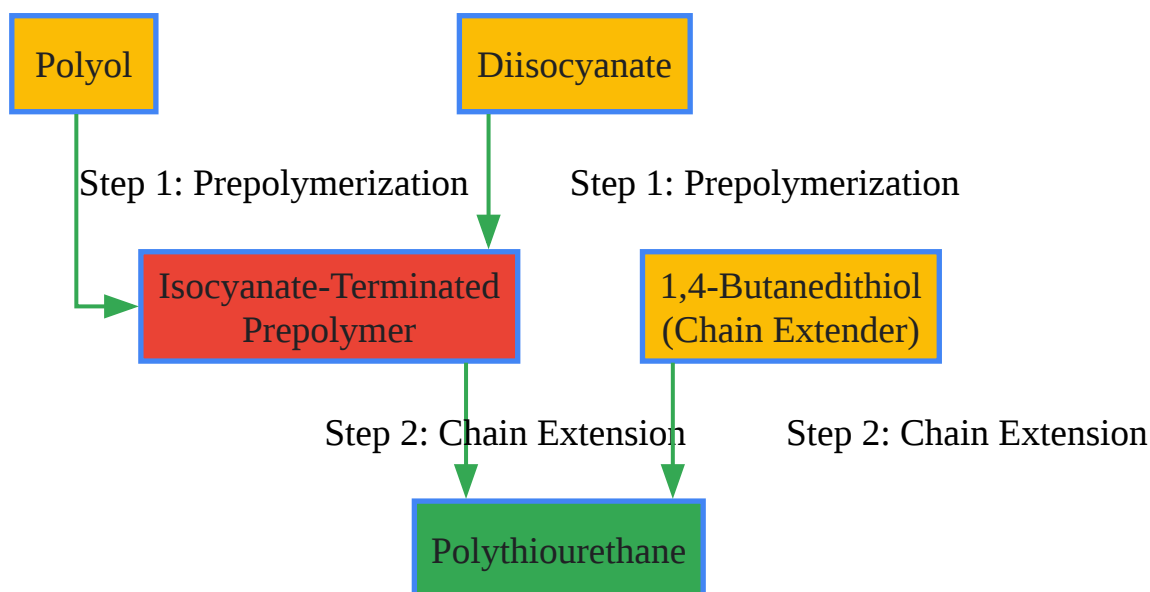 Polyol
Diisocyanate
Step 1: Prepolymerization
Step 1: Prepolymerization
Isocyanate-Terminated
Prepolymer
1,4-Butanedithiol
(Chain Extender)
Step 2: Chain Extension
Step 2: Chain Extension
Polythiourethane